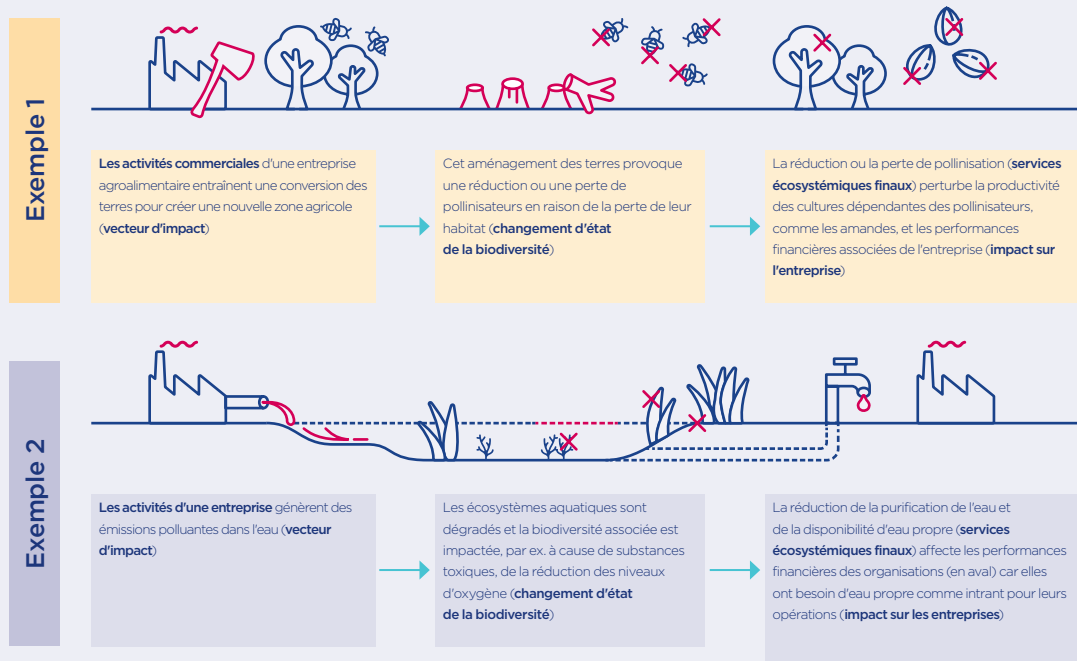 Exemple 1
Les activités commerciales d'une entreprise
agroalimentaire entraînent une conversion des
terres pour créer une nouvelle zone agricole
(vecteur d'impact)
Cet aménagement des terres provoque
une réduction ou une perte de
pollinisateurs en raison de la perte de leur
habitat (changement d'état
de la biodiversité)
La réduction ou la perte de pollinisation (services
écosystémiques finaux) perturbe la productivité
des cultures dépendantes des pollinisateurs,
comme les amandes, et les performances
financières associées de l'entreprise (impact sur
l'entreprise)
Exemple 2
Les activités d'une entreprise génèrent des
émissions polluantes dans l'eau (vecteur
d'impact)
Les écosystèmes aquatiques sont
dégradés et la biodiversité associée est
impactée, par ex. à cause de substances
toxiques, de la réduction des niveaux
d'oxygène (changement d'état
de la biodiversité)
La réduction de la purification de l'eau et
de la disponibilité d'eau propre (services
écosystémiques finaux) affecte les performances
financières des organisations (en aval) car elles
ont besoin d'eau propre comme intrant pour leurs
opérations (impact sur les entreprises)